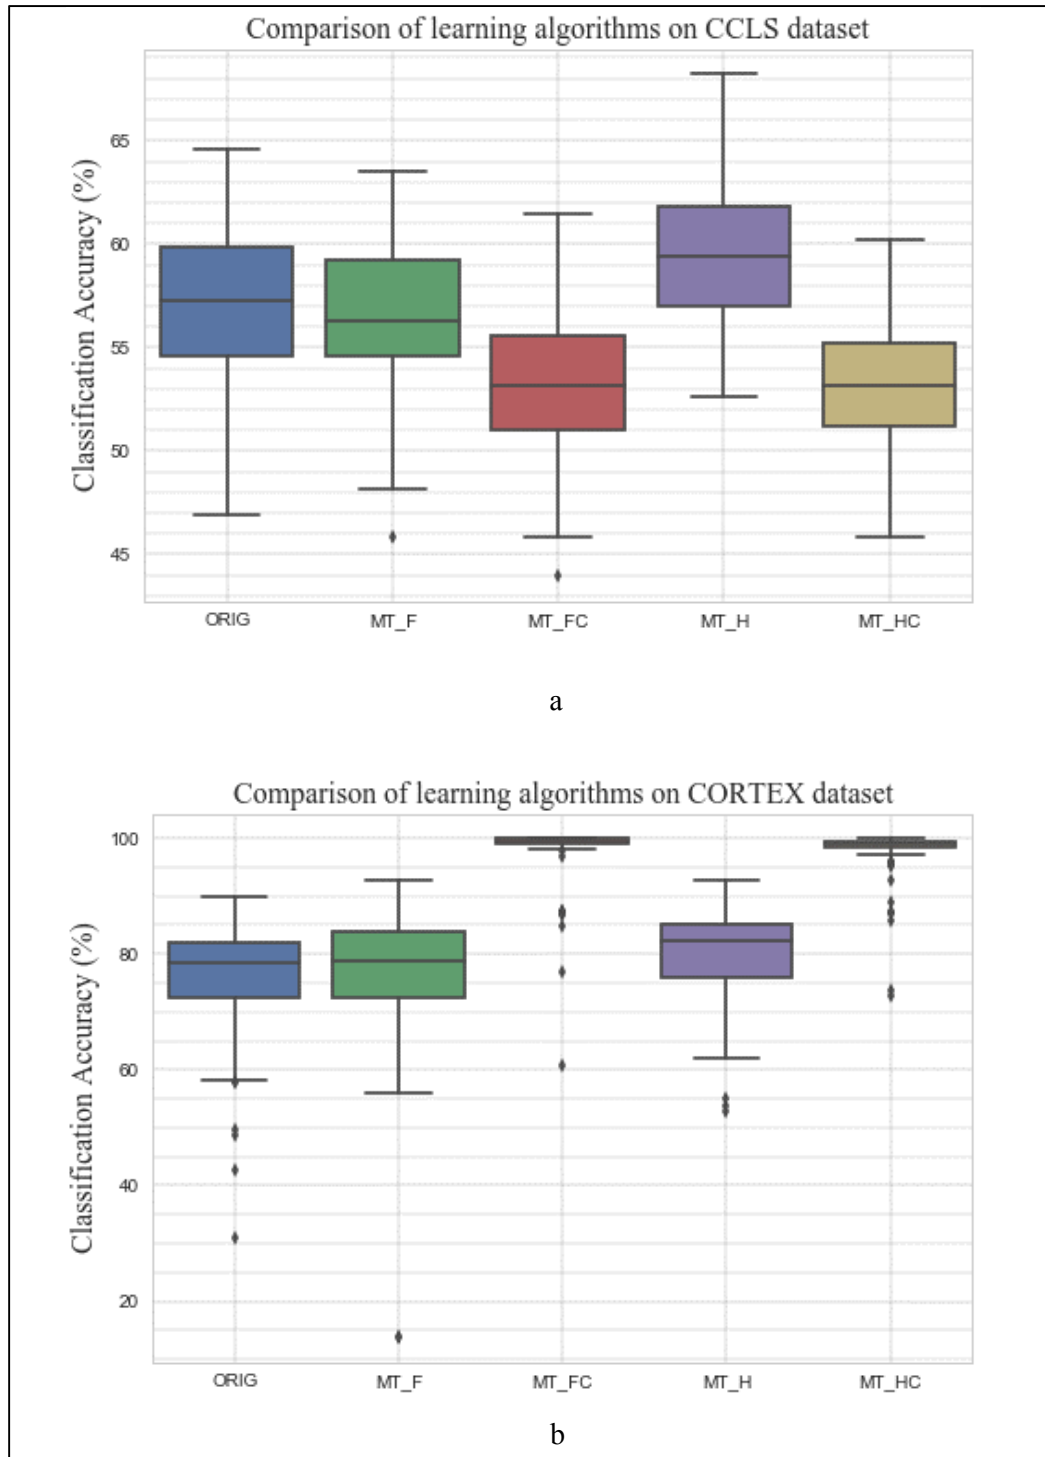 Comparison of learning algorithms on CCLS dataset
Classification Accuracy (%)
65
60
55
50
45
ORIG MT_F MT_FC MT_H MT_HC
a
Comparison of learning algorithms on CORTEX dataset
Classification Accuracy (%)
100
80
60
40
20
ORIG MT_F MT_FC MT_H MT_HC
b